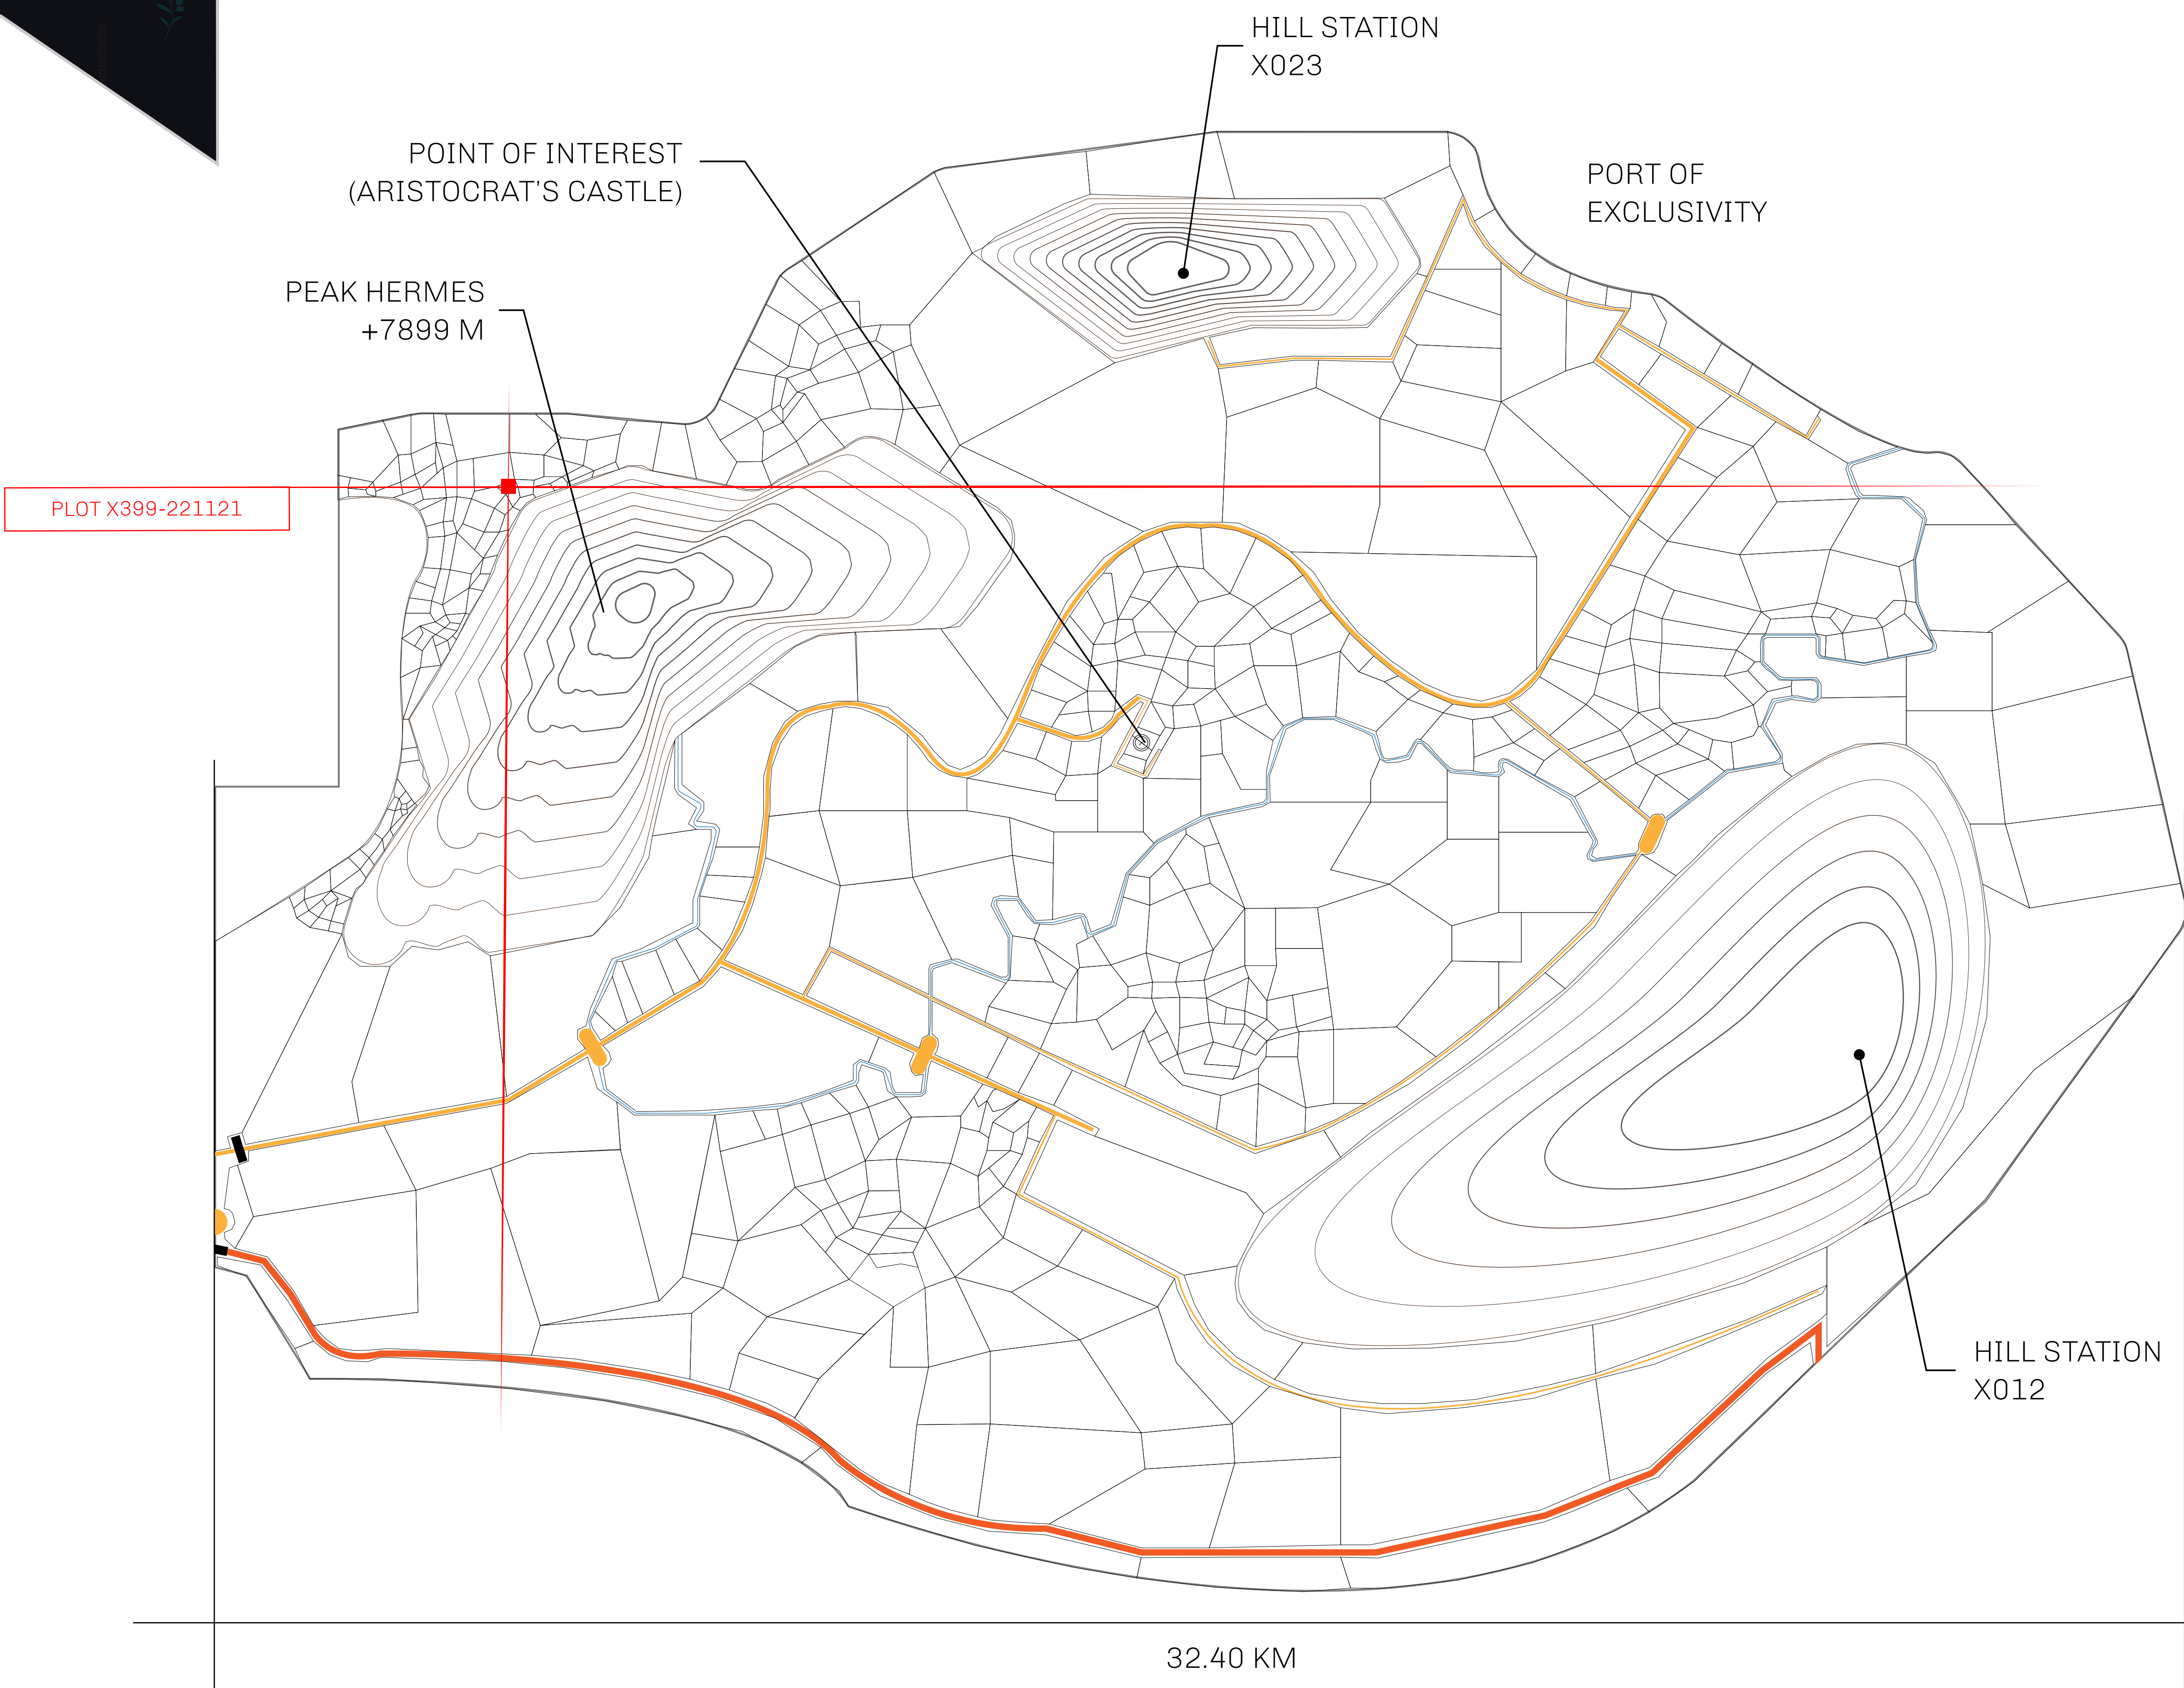 HILL STATION
X023
POINT OF INTEREST
(ARISTOCRAT'S CASTLE)
PORT OF
EXCLUSIVITY
PEAK HERMES
+7899 M
PLOT X399-221121
HILL STATION
X012
32.40 KM